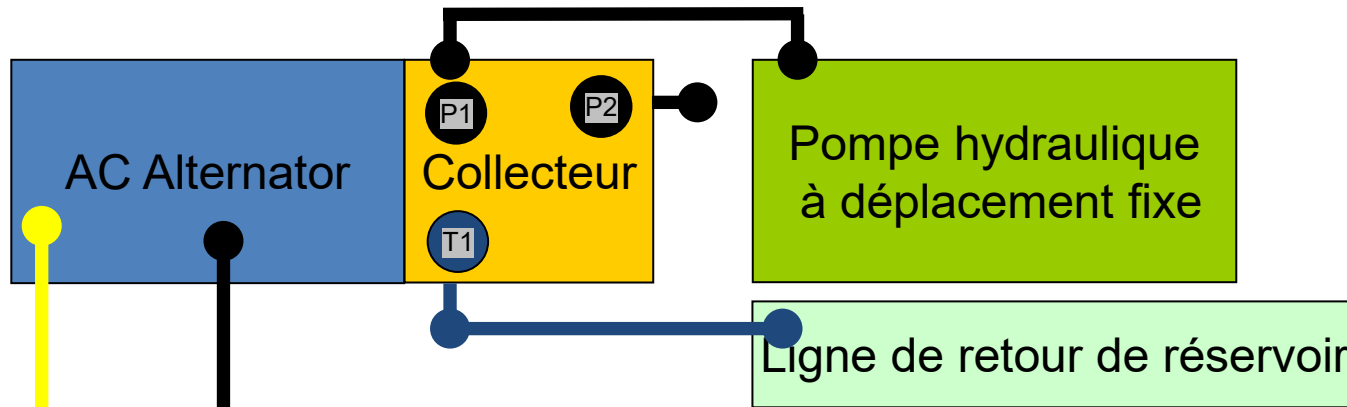 P1
P2
AC Alternator
Collecteur
T1
Pompe hydraulique
à déplacement fixe
Ligne de retour de réservoir